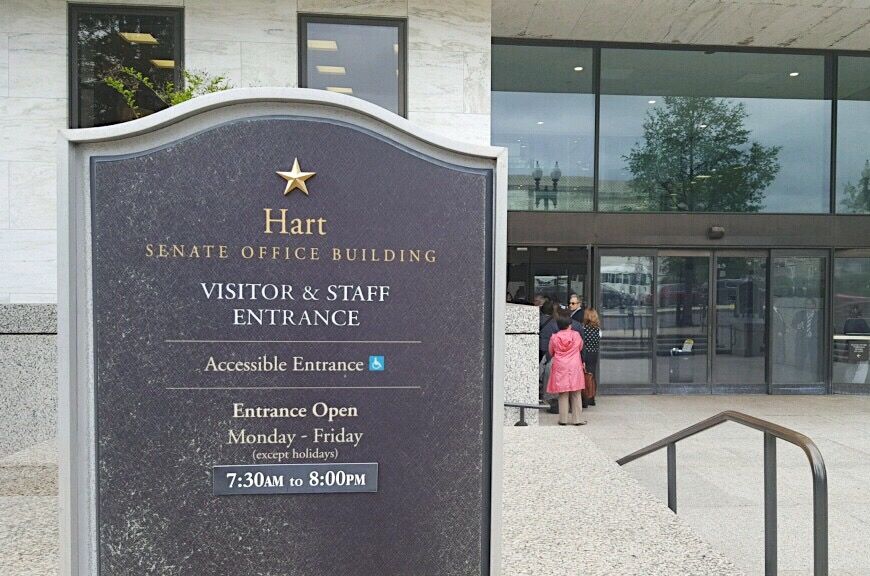 Hart
SENATE OFFICE BUILDING
VISITOR & STAFF
ENTRANCE
Accessible Entrance
Entrance Open
Monday - Friday
(except holidays)
7:30AM to 8:00PM